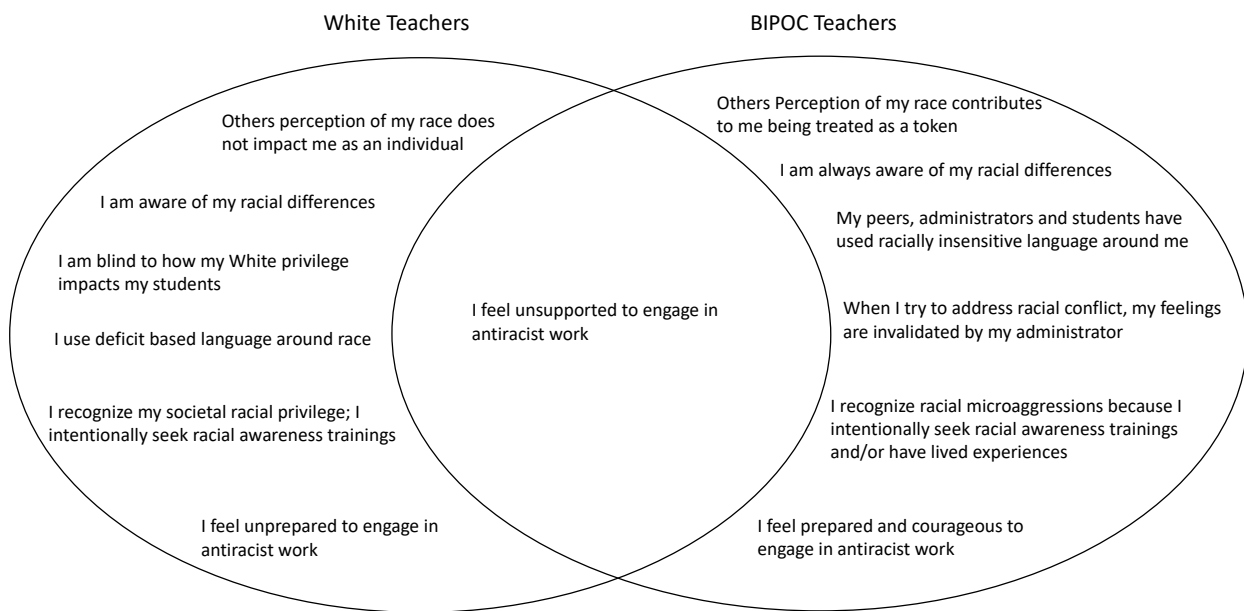 White Teachers
BIPOC Teachers
Others perception of my race does
not impact me as an individual
I am aware of my racial differences
I am blind to how my White privilege
impacts my students
I use deficit based language around race
I recognize my societal racial privilege; I
intentionally seek racial awareness trainings
I feel unprepared to engage in
antiracist work
I feel unsupported to engage in
antiracist work
Others Perception of my race contributes
to me being treated as a token
I am always aware of my racial differences
My peers, administrators and students have
used racially insensitive language around me
When I try to address racial conflict, my feelings
are invalidated by my administrator
I recognize racial microaggressions because I
intentionally seek racial awareness trainings
and/or have lived experiences
I feel prepared and courageous to
engage in antiracist work